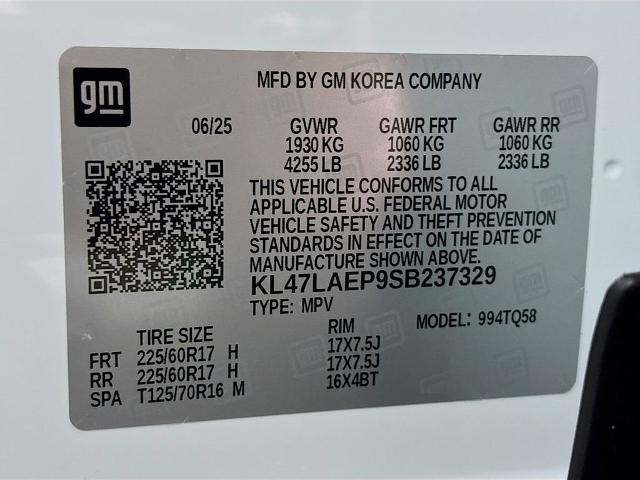 gm
MFD BY GM KOREA COMPANY
06/25 GVWR GAWR FRT GAWR RR
1930 KG 1060 KG 1060 KG
4255 LB 2336 LB 2336 LB
THIS VEHICLE CONFORMS TO ALL
APPLICABLE U.S. FEDERAL MOTOR
VEHICLE SAFETY AND THEFT PREVENTION
STANDARDS IN EFFECT ON THE DATE OF
MANUFACTURE SHOWN ABOVE.
KL47LAEP9SB237329
TYPE: MPV MODEL: 994TQ58
TIRE SIZE RIM
FRT 225/60R17 H 17X7.5J
RR 225/60R17 H 17X7.5J
SPA T125/70R16 M 16X4BT